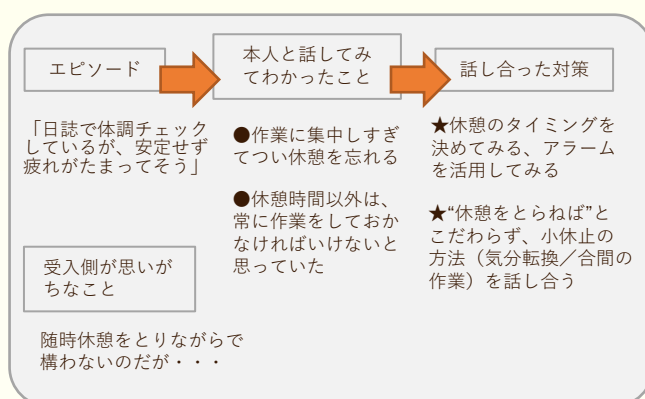 エピソード
「日誌で体調チェック
しているが、安定せず
疲れがたまってそう」
受入側が思いが
ちなこと
随時休憩をとりながらで
構わないのだが・・・
本人と話してみ
てわかったこと
●作業に集中しすぎ
てつい休憩を忘れる
●休憩時間以外は、
常に作業をしておか
なければいけないと
思っていた
話し合った対策
★休憩のタイミングを
決めてみる、アラーム
を活用してみる
★“休憩をとらねば”と
こだわらず、小休止の
方法（気分転換／合間の
作業）を話し合う